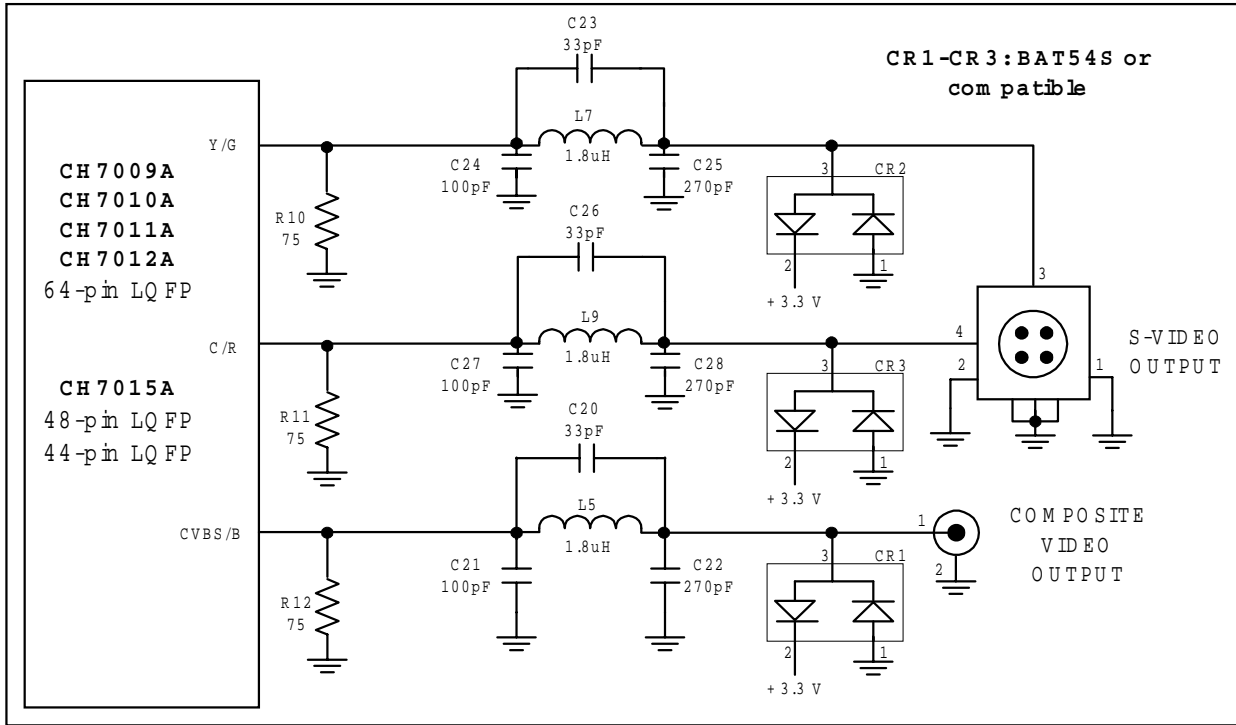 C23
33pF
CR1-CR3:BAT54S or
compatible
L7
Y/G
1.8uH
C24
100pF
C25
270pF
3
CR2
CH7009A
CH7010A
CH7011A
CH7012A
64-pin LQFP
R10
75
C26
33pF
2
1
+3.3 V
3
L9
C/R
1.8uH
4
S-VIDEO
OUTPUT
C27
100pF
C28
270pF
3
CR3
2
1
CH7015A
48-pin LQFP
44-pin LQFP
R11
75
C20
33pF
2
1
+3.3 V
L5
CVBS/B
1.8uH
1
COMPOSITE
VIDEO
OUTPUT
C21
100pF
C22
270pF
3
CR1
2
R12
75
2
1
+3.3 V